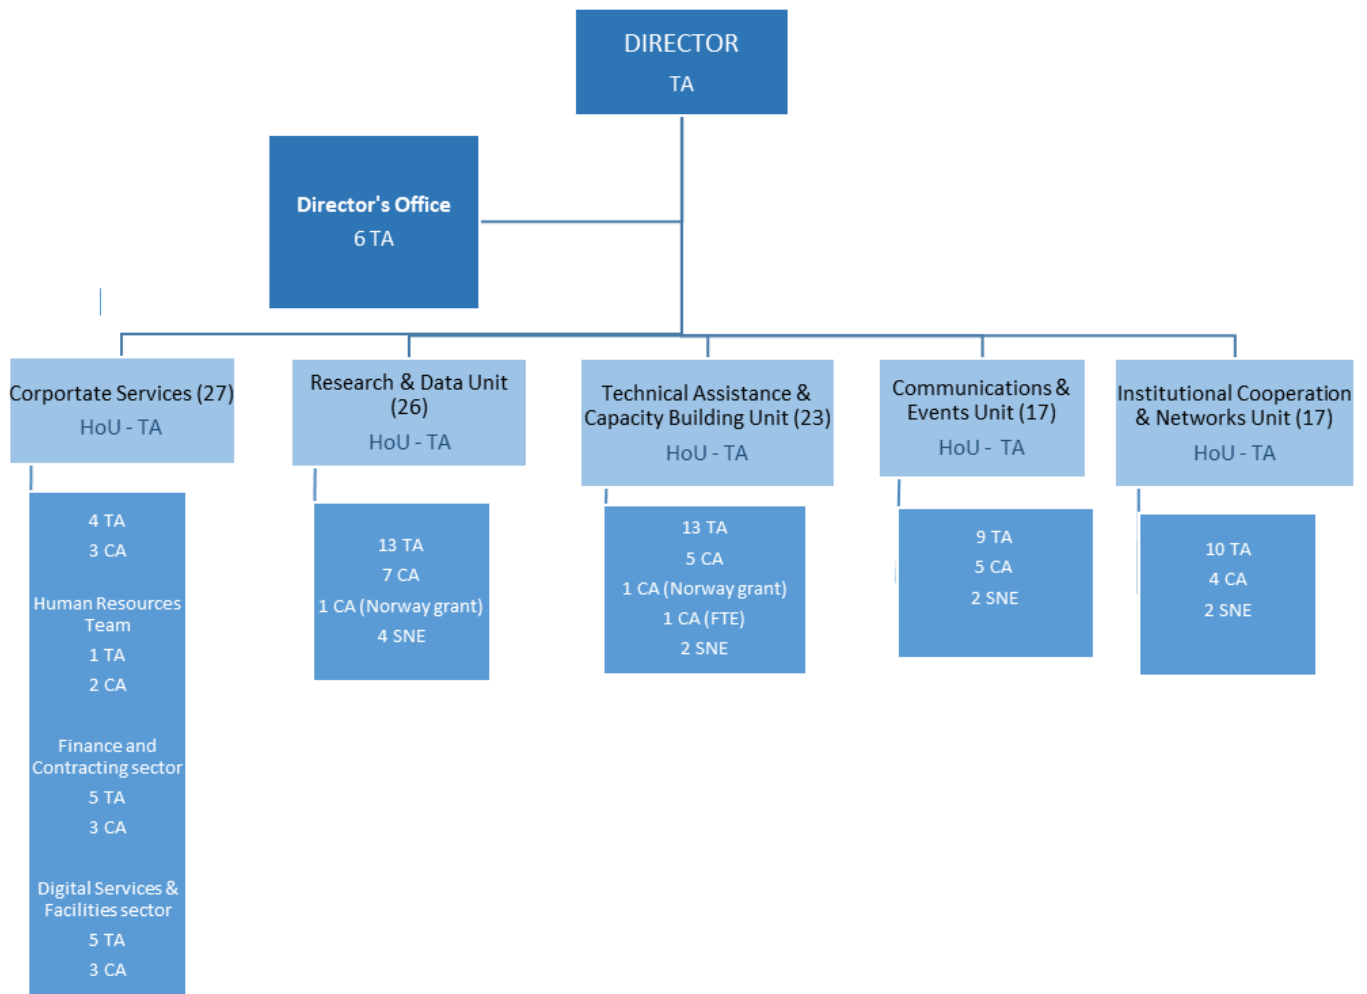 DIRECTOR
TA
Director's Office
6 TA
Corportate Services (27)
HoU - TA
4 TA
3 CA
Human Resources
Team
1 TA
2 CA
Finance and
Contracting sector
5 TA
3 CA
Digital Services &
Facilities sector
5 TA
3 CA
Research & Data Unit
(26)
HoU - TA
13 TA
7 CA
1 CA (Norway grant)
4 SNE
Technical Assistance &
Capacity Building Unit (23)
HoU - TA
13 TA
5 CA
1 CA (Norway grant)
1 CA (FTE)
2 SNE
Communications &
Events Unit (17)
HoU - TA
9 TA
5 CA
2 SNE
Institutional Cooperation
& Networks Unit (17)
HoU - TA
10 TA
4 CA
2 SNE